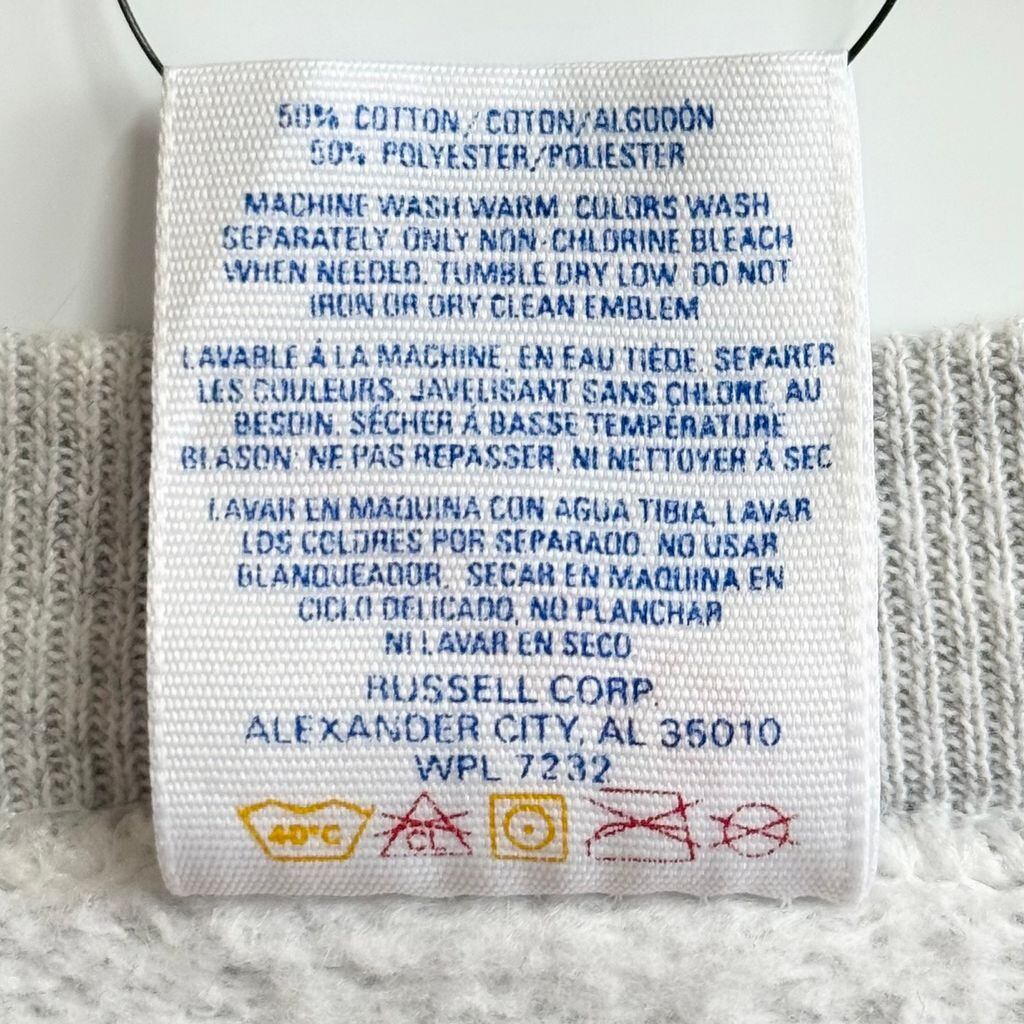 50% COTTON/COTON/ALGODÓN
50% POLYESTER/POLIESTER
MACHINE WASH WARM. COLORS WASH
SEPARATELY. ONLY NON-CHLORINE BLEACH
WHEN NEEDED. TUMBLE DRY LOW. DO NOT
IRON OR DRY CLEAN EMBLEM
LAVABLE Á LA MACHINE, EN EAU TIÈDE. SEPARER
LES COULEURS. JAVELISANT SANS CHLORE, AU
BESOIN. SÉCHER Á BASSE TEMPÉRATURE
BLASON: NE PAS REPASSER, NI NETTOYER Á SEC
LAVAR EN MAQUINA CON AGUA TIBIA, LAVAR
LOS COLORES POR SEPARADO. NO USAR
BLANQUEADOR. SECAR EN MAQUINA EN
CICLO DELICADO, NO PLANCHAR
NI LAVAR EN SECO
RUSSELL CORP.
ALEXANDER CITY, AL 35010
WPL 7232
40°C CL